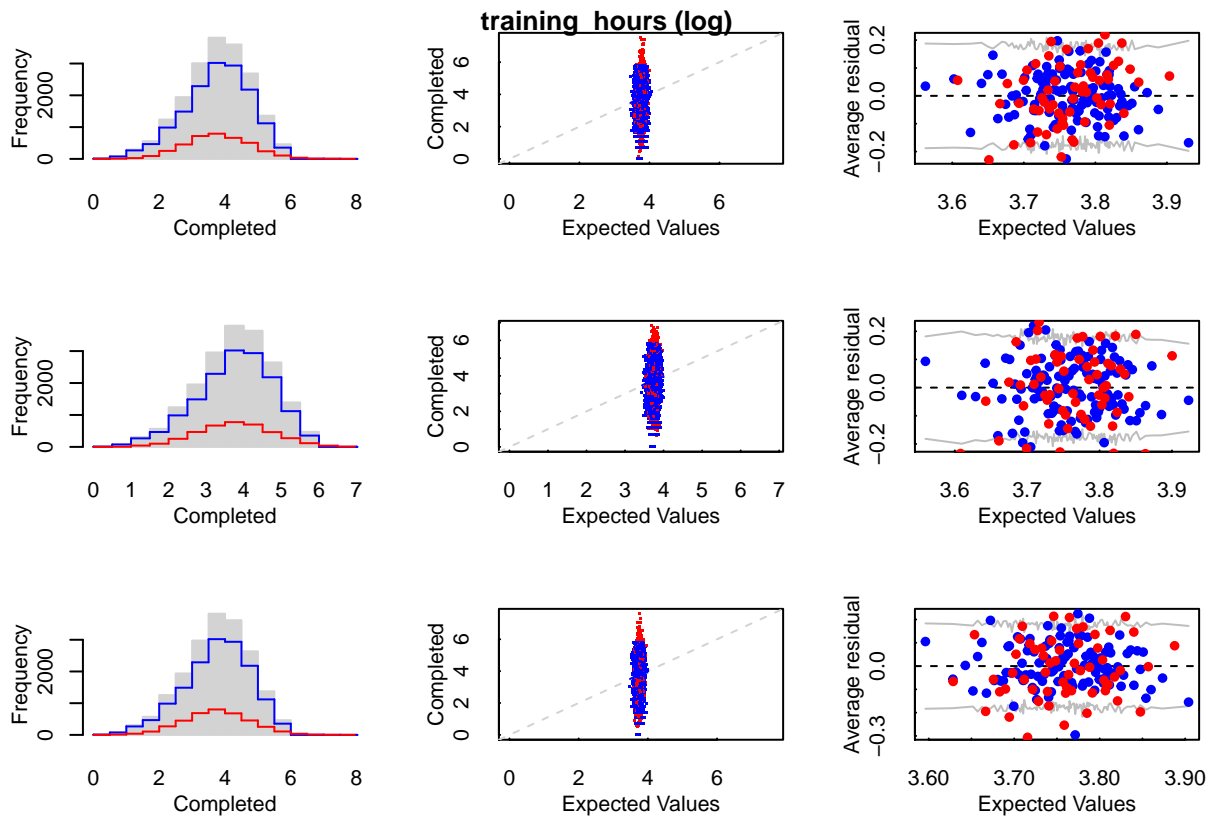 training hours (log)
Frequency
0 2000
0 2 4 6 8
Completed
Completed
0 2 4 6
0 2 4 6
Expected Values
Average residual
−0.2 0.0 0.2
3.6 3.7 3.8 3.9
Expected Values
Frequency
0 2000
0 1 2 3 4 5 6 7
Completed
Completed
0 2 4 6
0 1 2 3 4 5 6 7
Expected Values
Average residual
−0.2 0.0 0.2
3.6 3.7 3.8 3.9
Expected Values
Frequency
0 2000
0 2 4 6 8
Completed
Completed
0 2 4 6
0 2 4 6
Expected Values
Average residual
−0.3 0.0
3.60 3.70 3.80 3.90
Expected Values